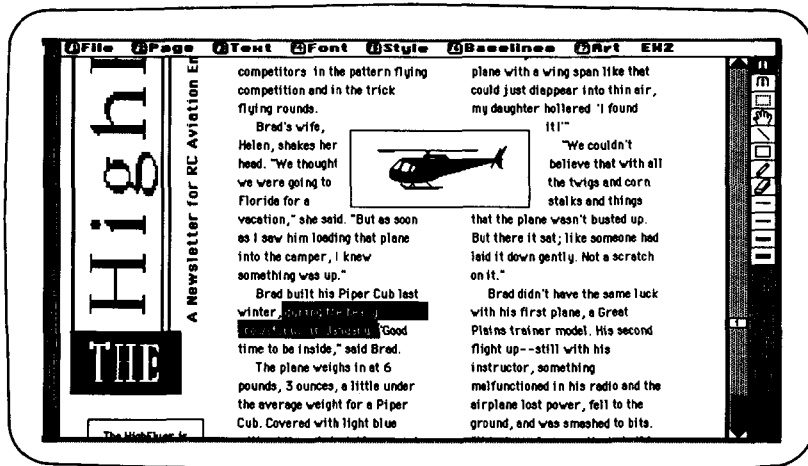 File Page Text Font Style Baselines Art EWZ
High
A Newsletter for RC Aviation En
THE
The HighFlyer is
competitors in the pattern flying
competition and in the trick
flying rounds.
Brad's wife,
Helen, shakes her
head. "We thought
we were going to
Florida for a
vacation," she said. "But as soon
as I saw him loading that plane
into the camper, I knew
something was up."
Brad built his Piper Cub last
winter, during the heavy
in January. "Good
time to be inside," said Brad.
The plane weighs in at 6
pounds, 3 ounces, a little under
the average weight for a Piper
Cub. Covered with light blue
plane with a wing span like that
could just diappear into thin air,
my daughter hollered 'I found
it!'"
"We couldn't
believe that with all
the twigs and corn
stalks and things
that the plane wasn't busted up.
But there it sat; like someone had
laid it down gently. Not a scratch
on it."
Brad didn't have the same luck
with his first plane, a Great
Plains trainer model. His second
flight up--still with his
instructor, something
malfunctioned in his radio and the
airplane lost power, fell to the
ground, and was smashed to bits.